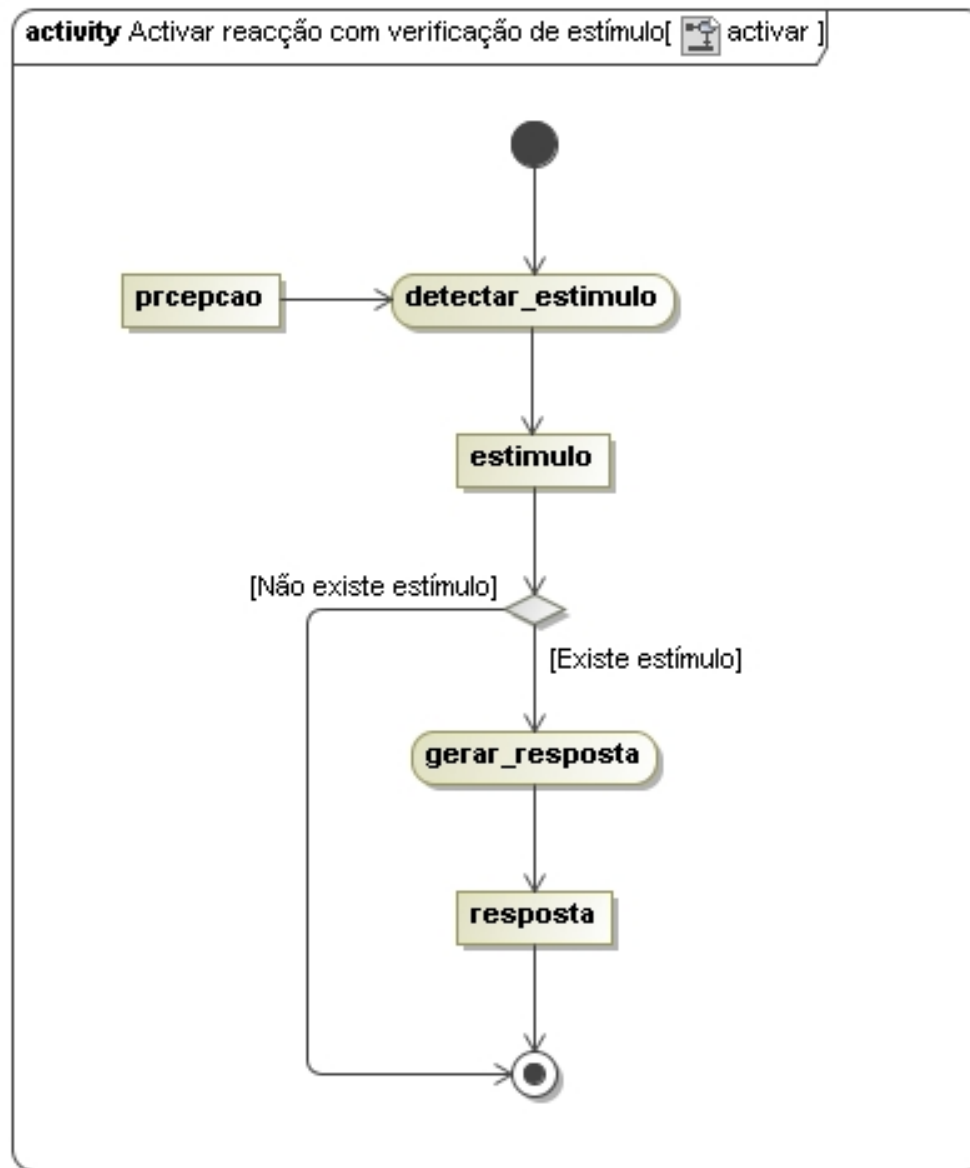 activity Activar reacção com verificação de estímulo[ activar ]
prcepcao
detectar_estimulo
estimulo
[Não existe estímulo]
[Existe estímulo]
gerar_resposta
resposta